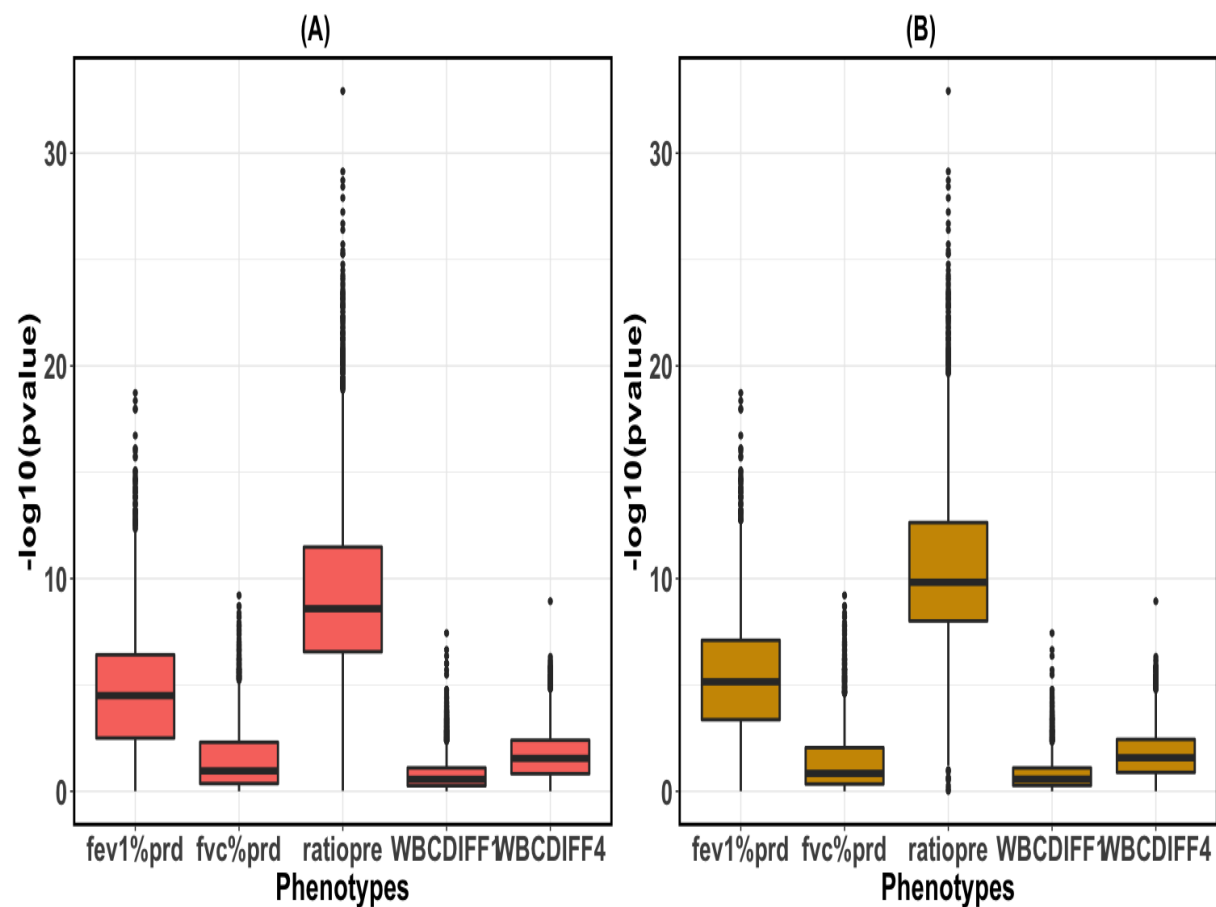 (A)
(B)
-log10(pvalue)
30
20
10
0
fev1%prd fvc%prd ratiopre WBCDIFF1 WBCDIFF4
Phenotypes
-log10(pvalue)
30
20
10
0
fev1%prd fvc%prd ratiopre WBCDIFF1 WBCDIFF4
Phenotypes